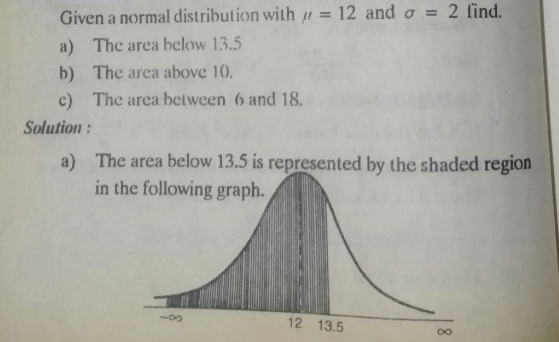 Given a normal distribution with μ = 12 and σ = 2 find.
a) The area below 13.5
b) The area above 10.
c) The area between 6 and 18.
Solution :
a) The area below 13.5 is represented by the shaded region
in the following graph.
-∞ 12 13.5 ∞